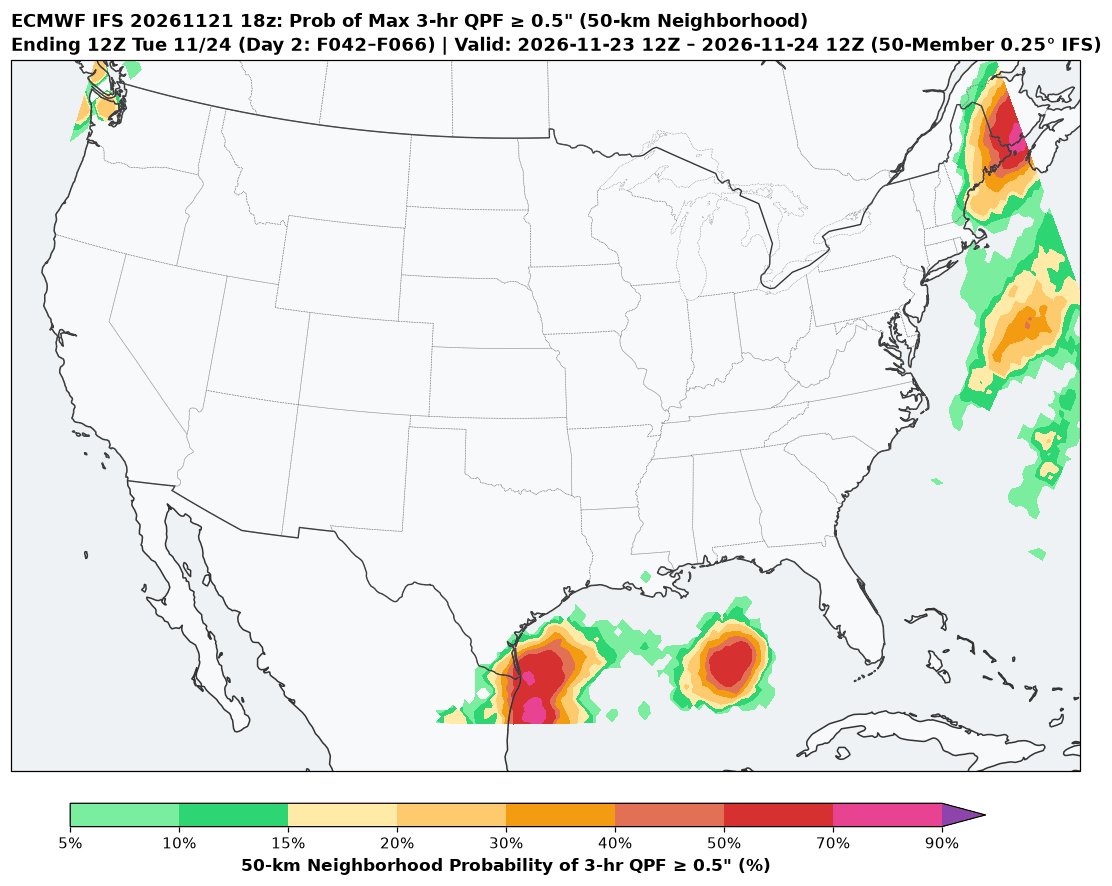 ECMWF IFS 20261121 18z: Prob of Max 3-hr QPF ≥ 0.5" (50-km Neighborhood)
Ending 12Z Tue 11/24 (Day 2: F042–F066) | Valid: 2026-11-23 12Z – 2026-11-24 12Z (50-Member 0.25° IFS)
5% 10% 15% 20% 30% 40% 50% 70% 90%
50-km Neighborhood Probability of 3-hr QPF ≥ 0.5" (%)